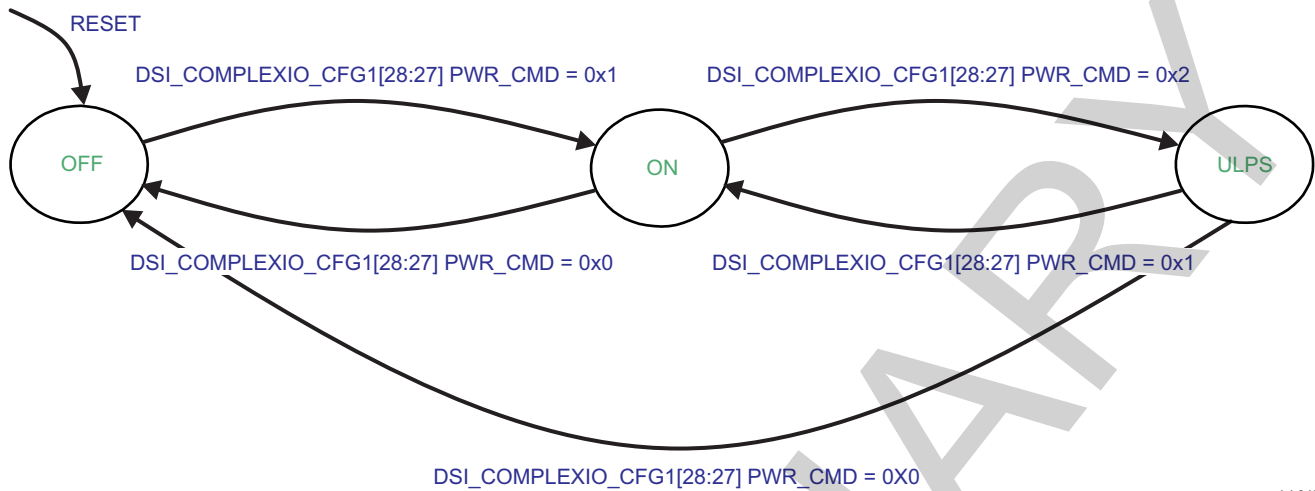 RESET
DSI_COMPLEXIO_CFG1[28:27] PWR_CMD = 0x1
DSI_COMPLEXIO_CFG1[28:27] PWR_CMD = 0x2
OFF
ON
ULPS
DSI_COMPLEXIO_CFG1[28:27] PWR_CMD = 0x0
DSI_COMPLEXIO_CFG1[28:27] PWR_CMD = 0x1
DSI_COMPLEXIO_CFG1[28:27] PWR_CMD = 0X0